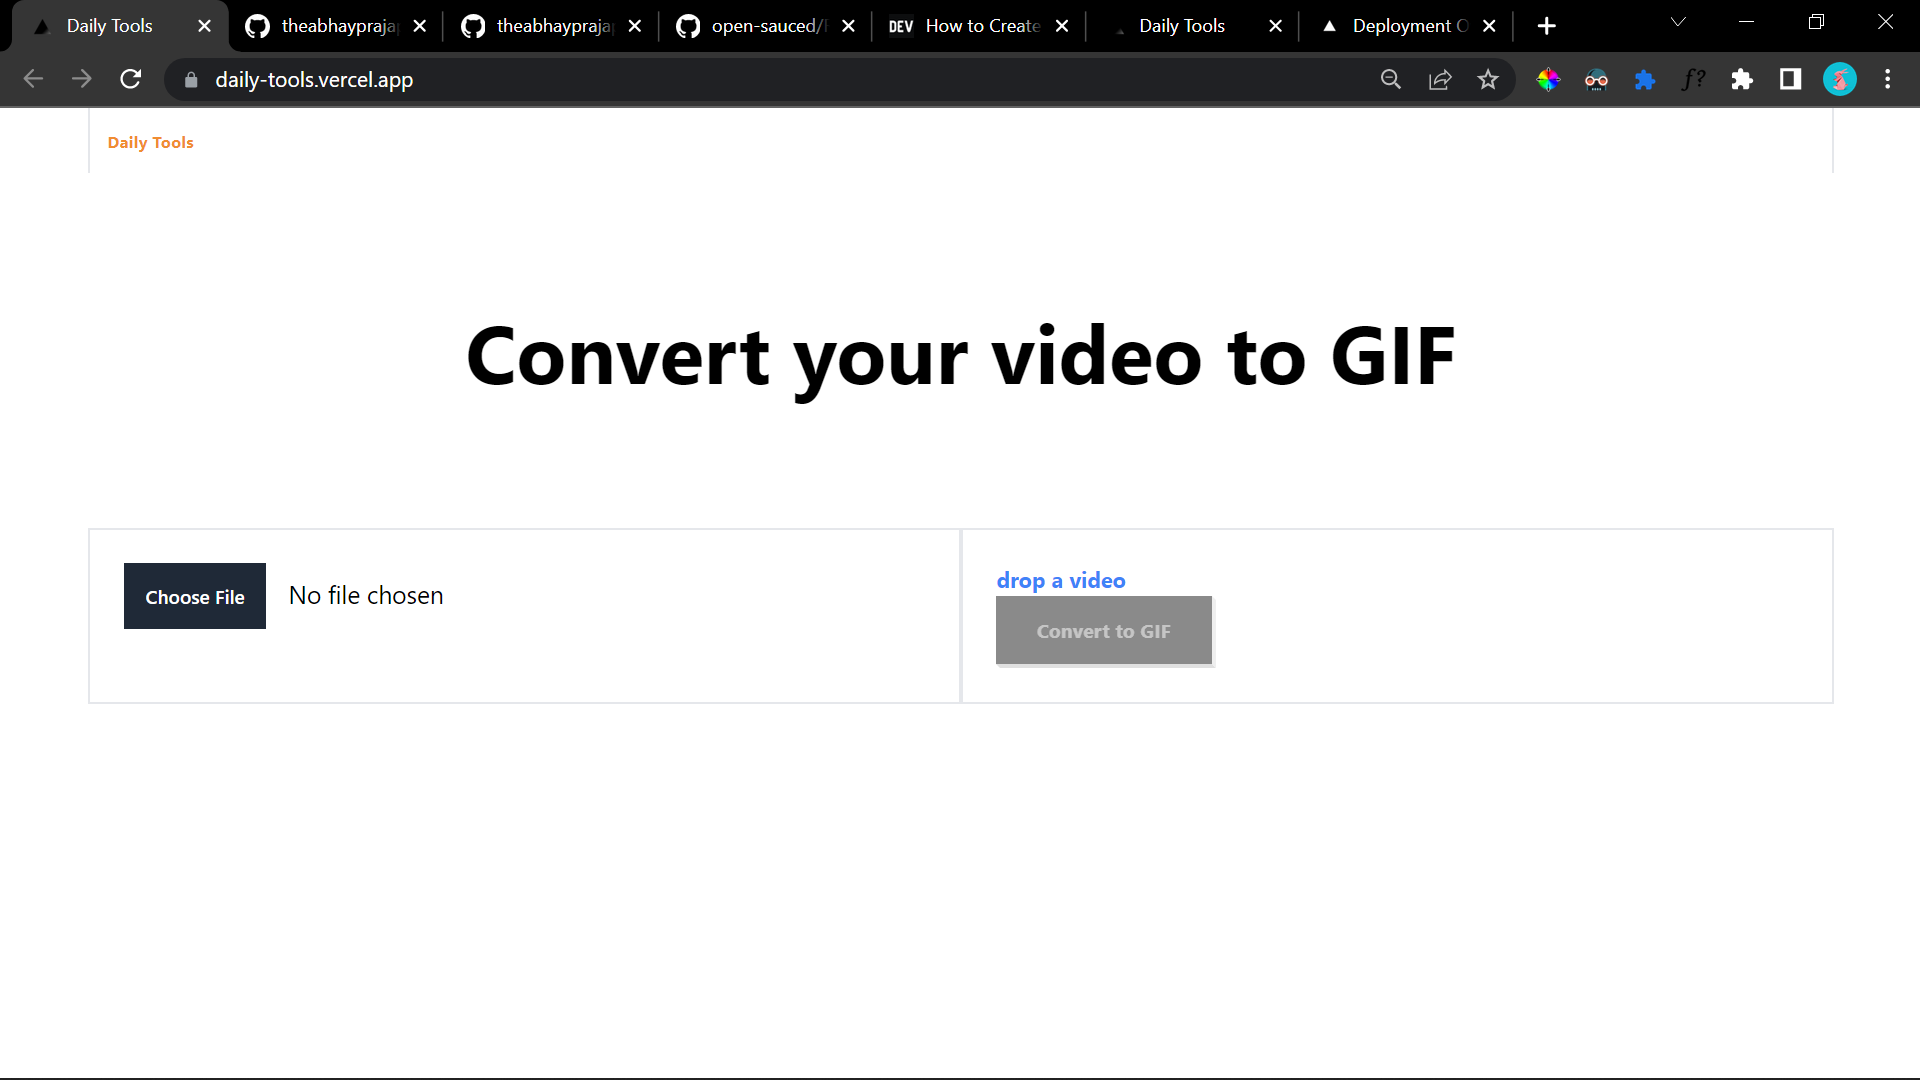 Daily Tools
theabhaypraja
theabhayprajap
open-sauced/
DEV How to Create
Daily Tools
Deployment O
daily-tools.vercel.app
f?
Daily Tools
Convert your video to GIF
Choose File No file chosen
drop a video
Convert to GIF